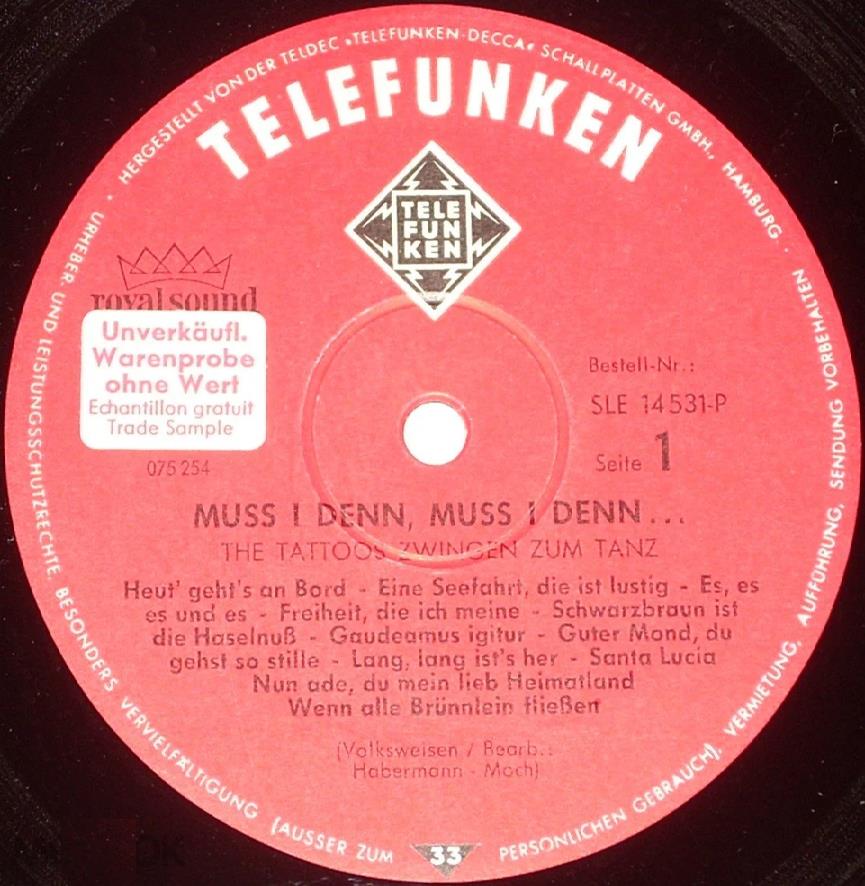 HERGESTELLT VON DER TELDEC »TELEFUNKEN-DECCA« SCHALLPLATTEN GMBH., HAMBURG ·
TELEFUNKEN
TELE
FUN
KEN
royal sound
Unverkäufl.
Warenprobe
ohne Wert
Echantillon gratuit
Trade Sample
075 254
Bestell-Nr.:
SLE 14 531-P
Seite 1
MUSS I DENN, MUSS I DENN...
THE TATTOOS ZWINGEN ZUM TANZ
Heut' geht's an Bord - Eine Seefahrt, die ist lustig - Es, es
es und es - Freiheit, die ich meine - Schwarzbraun ist
die Haselnuß - Gaudeamus igitur - Guter Mond, du
gehst so stille - Lang, lang ist's her - Santa Lucia
Nun ade, du mein lieb Heimatland
Wenn alle Brünnlein fließen
(Volksweisen / Bearb.:
Habermann - Moch)
· URHEBER- UND LEISTUNGSSCHUTZRECHTE, BESONDERS VERVIELFÄLTIGUNG (AUSSER ZUM PERSONLICHEN GEBRAUCH), VERMIETUNG, AUFFÜHRUNG, SENDUNG VORBEHALTEN
33